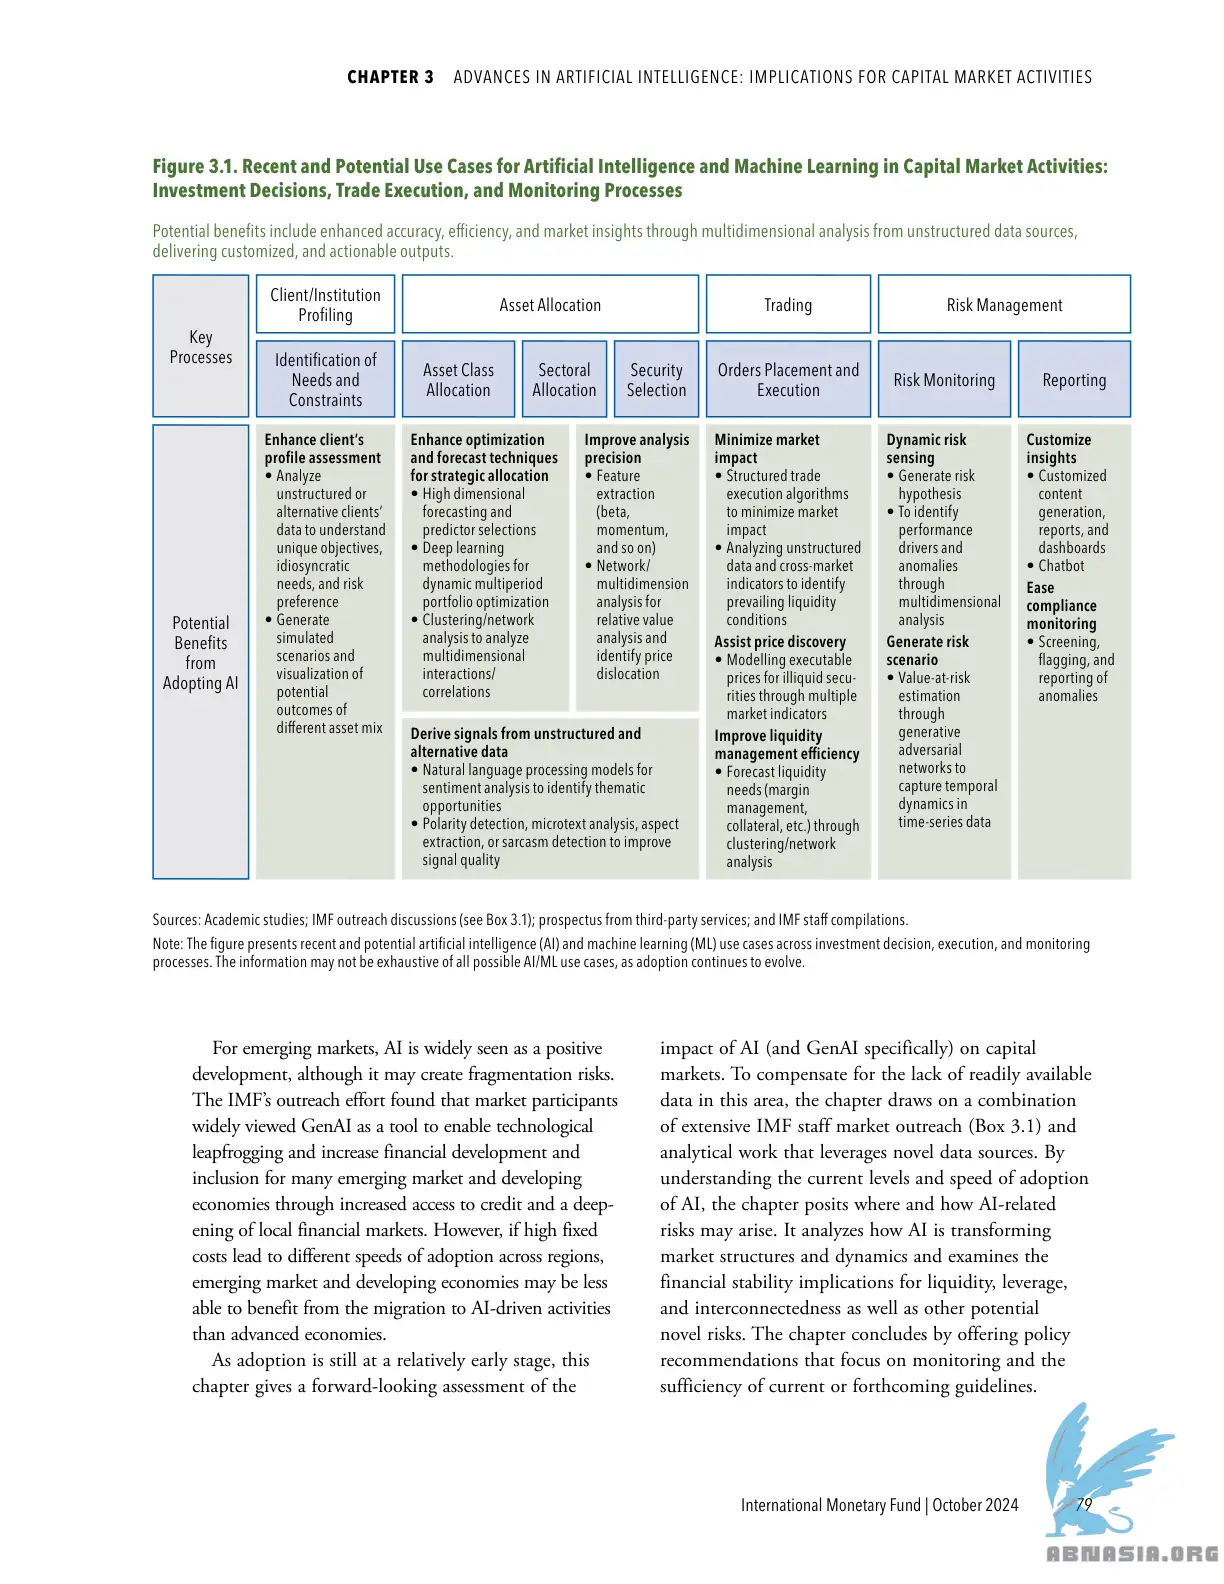 CHAPTER 3 ADVANCES IN ARTIFICIAL INTELLIGENCE: IMPLICATIONS FOR CAPITAL MARKET ACTIVITIES
Figure 3.1. Recent and Potential Use Cases for Artificial Intelligence and Machine Learning in Capital Market Activities:
Investment Decisions, Trade Execution, and Monitoring Processes
Potential benefits include enhanced accuracy, efficiency, and market insights through multidimensional analysis from unstructured data sources,
delivering customized, and actionable outputs.
Key
Processes
Client/Institution
Profiling
Asset Allocation
Trading
Risk Management
Identification of
Needs and
Constraints
Asset Class
Allocation
Sectoral
Allocation
Security
Selection
Orders Placement and
Execution
Risk Monitoring
Reporting
Potential
Benefits
from
Adopting AI
Enhance client's
profile assessment
• Analyze
unstructured or
alternative clients'
data to understand
unique objectives,
idiosyncratic
needs, and risk
preference
• Generate
simulated
scenarios and
visualization of
potential
outcomes of
different asset mix
Enhance optimization
and forecast techniques
for strategic allocation
• High dimensional
forecasting and
predictor selections
• Deep learning
methodologies for
dynamic multiperiod
portfolio optimization
• Clustering/network
analysis to analyze
multidimensional
interactions/
correlations
Improve analysis
precision
• Feature
extraction
(beta,
momentum,
and so on)
• Network/
multidimension
analysis for
relative value
analysis and
identify price
dislocation
Derive signals from unstructured and
alternative data
• Natural language processing models for
sentiment analysis to identify thematic
opportunities
• Polarity detection, microtext analysis, aspect
extraction, or sarcasm detection to improve
signal quality
Minimize market
impact
• Structured trade
execution algorithms
to minimize market
impact
• Analyzing unstructured
data and cross-market
indicators to identify
prevailing liquidity
conditions
Assist price discovery
• Modelling executable
prices for illiquid secu-
rities through multiple
market indicators
Improve liquidity
management efficiency
• Forecast liquidity
needs (margin
management,
collateral, etc.) through
clustering/network
analysis
Dynamic risk
sensing
• Generate risk
hypothesis
• To identify
performance
drivers and
anomalies
through
multidimensional
analysis
Generate risk
scenario
• Value-at-risk
estimation
through
generative
adversarial
networks to
capture temporal
dynamics in
time-series data
Customize
insights
• Customized
content
generation,
reports, and
dashboards
• Chatbot
Ease
compliance
monitoring
• Screening,
flagging, and
reporting of
anomalies
Sources: Academic studies; IMF outreach discussions (see Box 3.1); prospectus from third-party services; and IMF staff compilations.
Note: The figure presents recent and potential artificial intelligence (AI) and machine learning (ML) use cases across investment decision, execution, and monitoring
processes. The information may not be exhaustive of all possible AI/ML use cases, as adoption continues to evolve.
For emerging markets, AI is widely seen as a positive
development, although it may create fragmentation risks.
The IMF's outreach effort found that market participants
widely viewed GenAI as a tool to enable technological
leapfrogging and increase financial development and
inclusion for many emerging market and developing
economies through increased access to credit and a deep-
ening of local financial markets. However, if high fixed
costs lead to different speeds of adoption across regions,
emerging market and developing economies may be less
able to benefit from the migration to AI-driven activities
than advanced economies.
As adoption is still at a relatively early stage, this
chapter gives a forward-looking assessment of the
impact of AI (and GenAI specifically) on capital
markets. To compensate for the lack of readily available
data in this area, the chapter draws on a combination
of extensive IMF staff market outreach (Box 3.1) and
analytical work that leverages novel data sources. By
understanding the current levels and speed of adoption
of AI, the chapter posits where and how AI-related
risks may arise. It analyzes how AI is transforming
market structures and dynamics and examines the
financial stability implications for liquidity, leverage,
and interconnectedness as well as other potential
novel risks. The chapter concludes by offering policy
recommendations that focus on monitoring and the
sufficiency of current or forthcoming guidelines.
International Monetary Fund | October 2024 79
ABNASIA.ORG